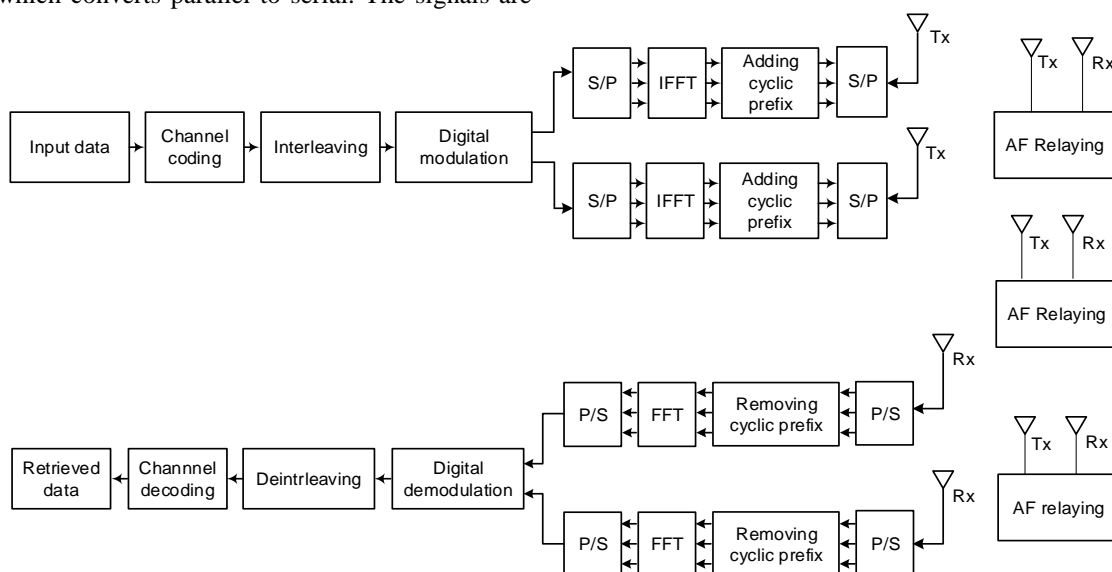 which converts parallel to serial. The signals are
Tx
Tx
Rx
S/P
IFFT
Adding
cyclic
prefix
S/P
Input data
Channel
coding
Interleaving
Digital
modulation
AF Relaying
Tx
S/P
IFFT
Adding
cyclic
prefix
S/P
Tx
Rx
AF Relaying
Rx
P/S
FFT
Removing
cyclic prefix
P/S
Tx
Rx
Retrieved
data
Channnel
decoding
Deintrleaving
Digital
demodulation
Rx
AF relaying
P/S
FFT
Removing
cyclic prefix
P/S